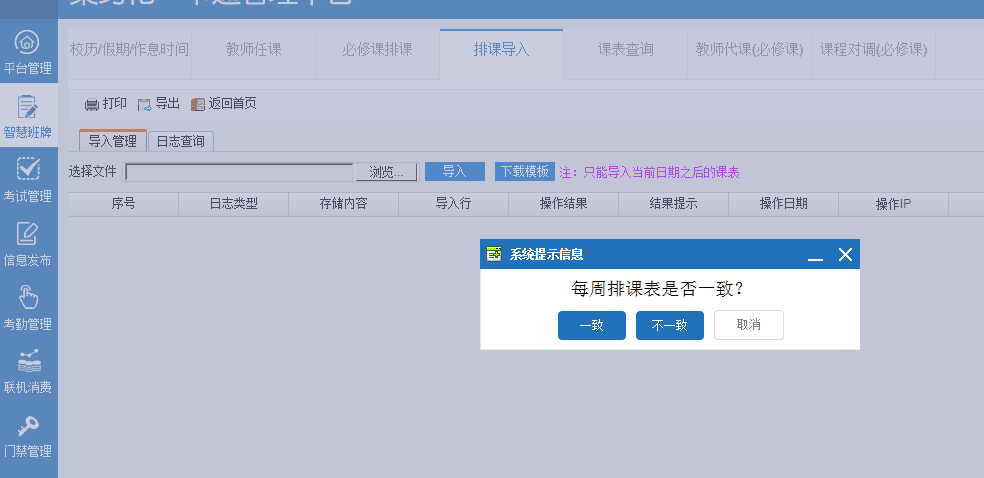 平台管理
智慧班牌
考试管理
信息发布
考勤管理
联机消费
门禁管理
校历/假期/作息时间 教师任课 必修课排课 排课导入 课表查询 教师代课(必修课) 课程对调(必修课)
打印 导出 返回首页
导入管理 日志查询
选择文件 浏览... 导入 下载模板 注：只能导入当前日期之后的课表
序号 日志类型 存储内容 导入行 操作结果 结果提示 操作日期 操作IP
系统提示信息
每周排课表是否一致?
一致 不一致 取消